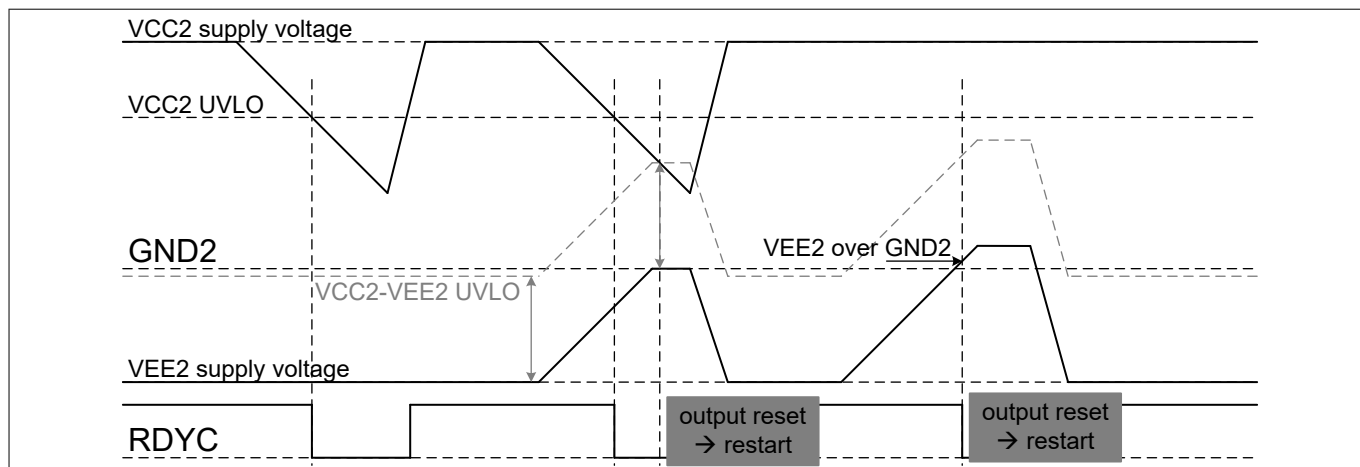 VCC2 supply voltage
VCC2 UVLO
GND2
VEE2 over GND2
VCC2-VEE2 UVLO
VEE2 supply voltage
RDYC
output reset
→ restart
output reset
→ restart